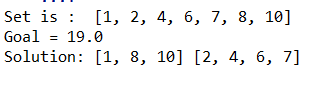 Set is :  [1, 2, 4, 6, 7, 8, 10]
Goal = 19.0
Solution: [1, 8, 10] [2, 4, 6, 7]